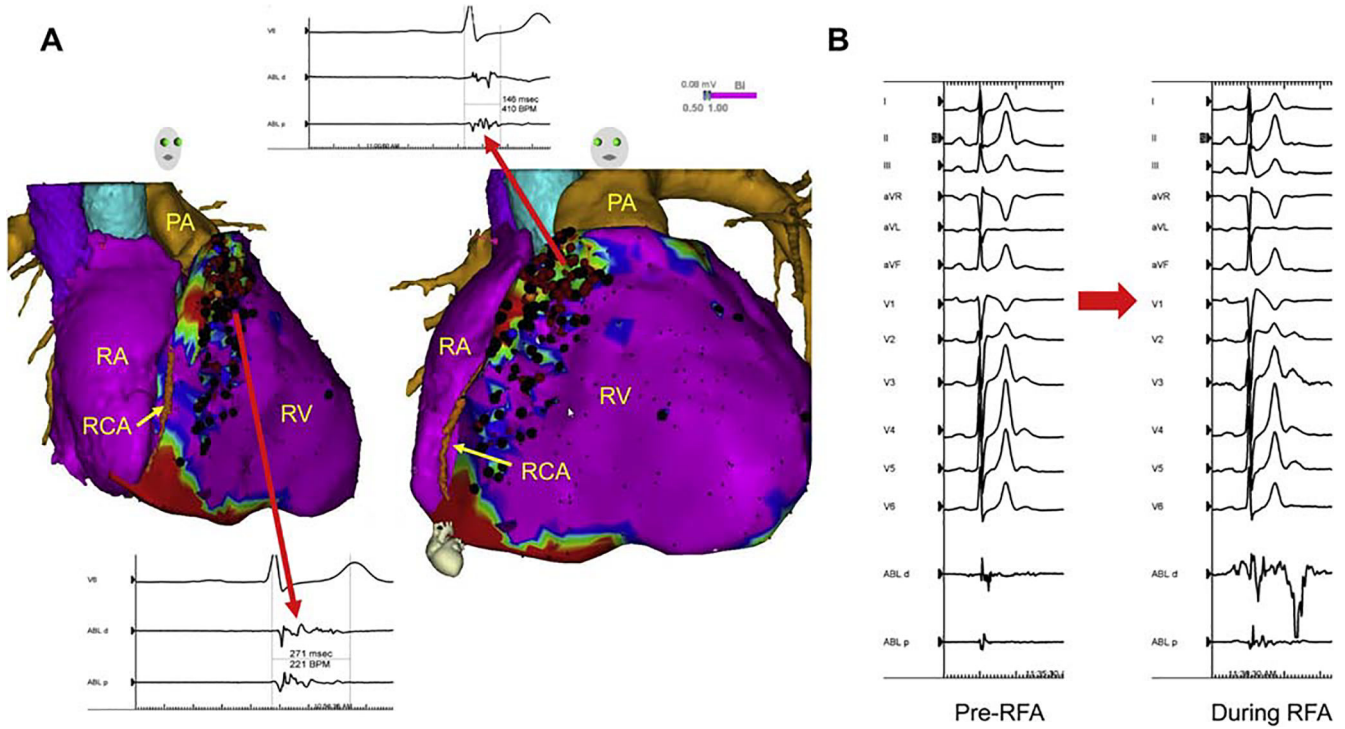 A
V6
ABL d
ABL p
146 msec
410 BPM
0.08 mV
Bi
0.50 1.00
PA
RA
RCA
RV
PA
RA
RCA
RV
V6
ABL d
ABL p
271 msec
221 BPM
B
I
II
III
aVR
aVL
aVF
V1
V2
V3
V4
V5
V6
ABL d
ABL p
Pre-RFA
I
II
III
aVR
aVL
aVF
V1
V2
V3
V4
V5
V6
ABL d
ABL p
During RFA